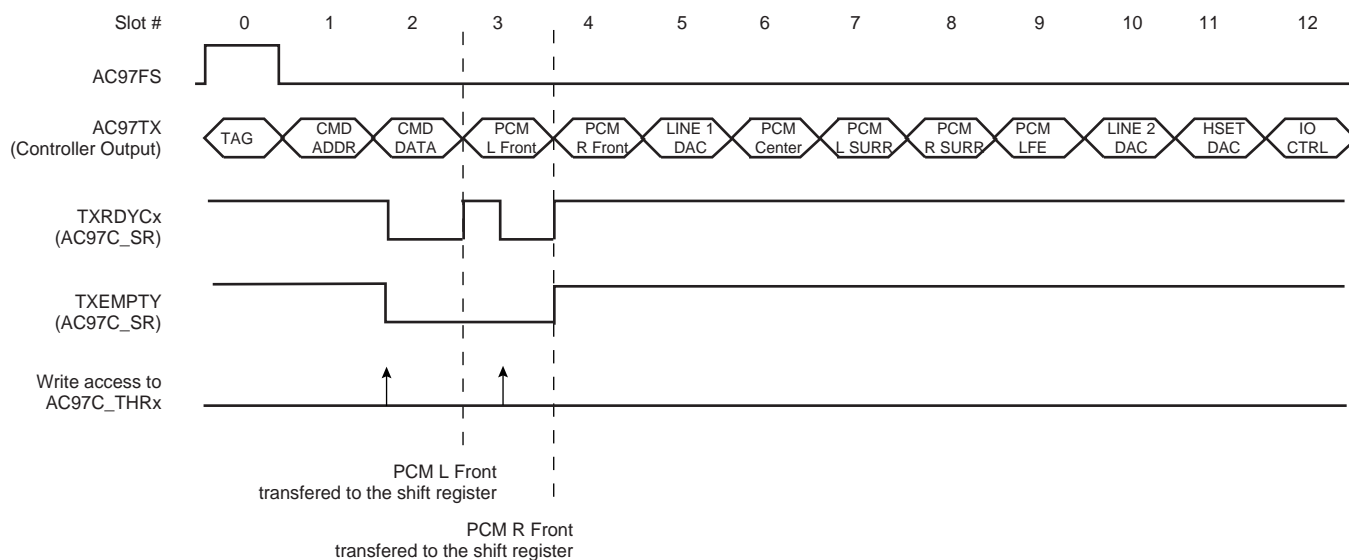 Slot # 0 1 2 3 4 5 6 7 8 9 10 11 12
AC97FS
AC97TX
(Controller Output)
TAG
CMD
ADDR
CMD
DATA
PCM
L Front
PCM
R Front
LINE 1
DAC
PCM
Center
PCM
L SURR
PCM
R SURR
PCM
LFE
LINE 2
DAC
HSET
DAC
IO
CTRL
TXRDYCx
(AC97C_SR)
TXEMPTY
(AC97C_SR)
Write access to
AC97C_THRx
PCM L Front
transfered to the shift register
PCM R Front
transfered to the shift register